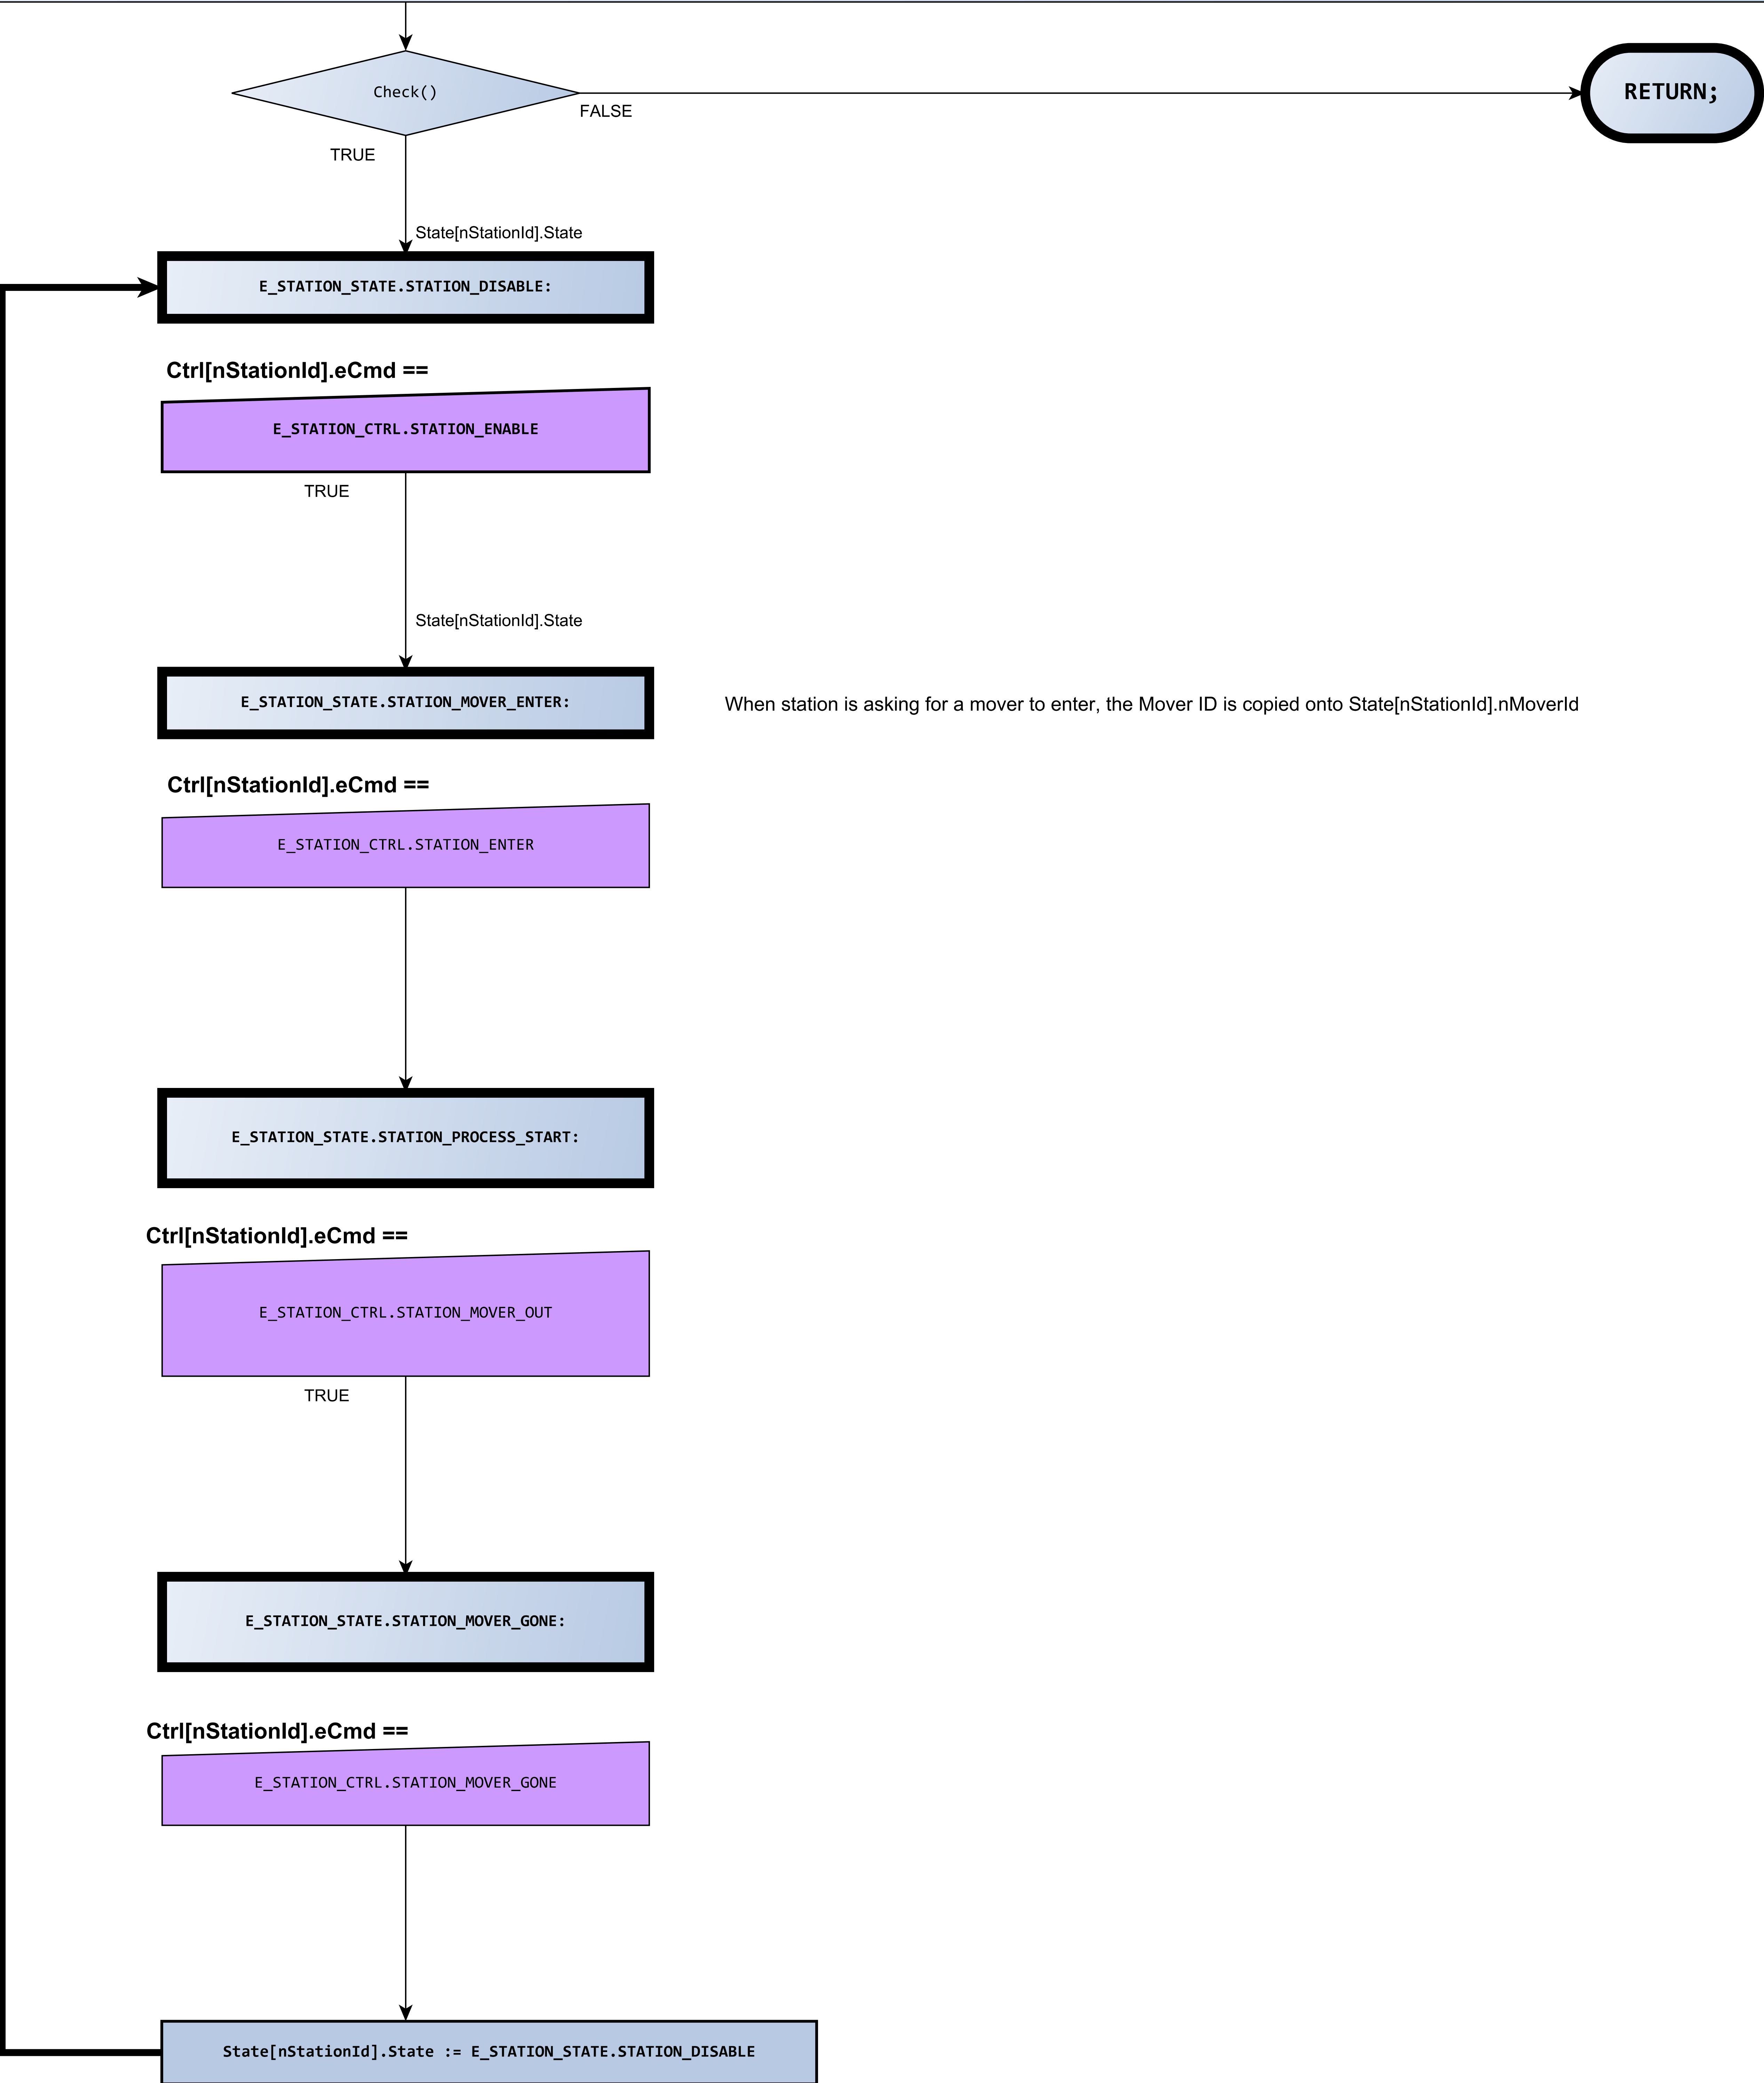 Check()
RETURN;
FALSE
TRUE
State[nStationId].State
E_STATION_STATE.STATION_DISABLE:
Ctrl[nStationId].eCmd ==
E_STATION_CTRL.STATION_ENABLE
TRUE
State[nStationId].State
E_STATION_STATE.STATION_MOVER_ENTER:
When station is asking for a mover to enter, the Mover ID is copied onto State[nStationId].nMoverId
Ctrl[nStationId].eCmd ==
E_STATION_CTRL.STATION_ENTER
E_STATION_STATE.STATION_PROCESS_START:
Ctrl[nStationId].eCmd ==
E_STATION_CTRL.STATION_MOVER_OUT
TRUE
E_STATION_STATE.STATION_MOVER_GONE:
Ctrl[nStationId].eCmd ==
E_STATION_CTRL.STATION_MOVER_GONE
State[nStationId].State := E_STATION_STATE.STATION_DISABLE